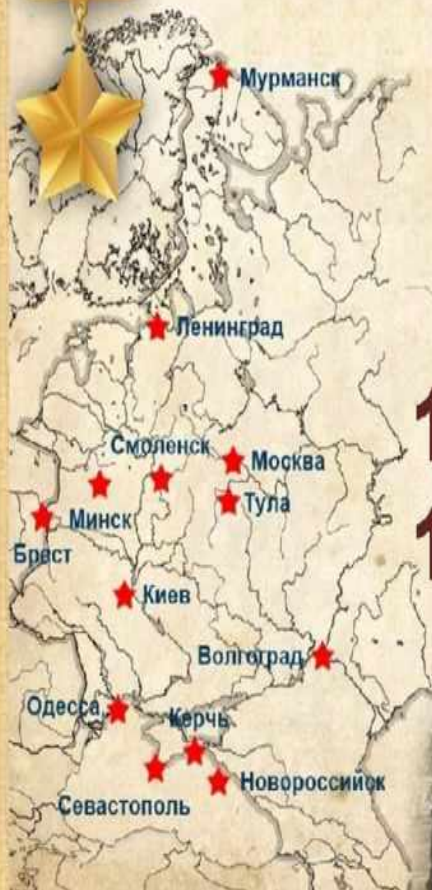 Мурманск
Ленинград
Смоленск
Москва
Тула
Минск
Брест
Киев
Волгоград
Одесса
Керчь
Новороссийск
Севастополь